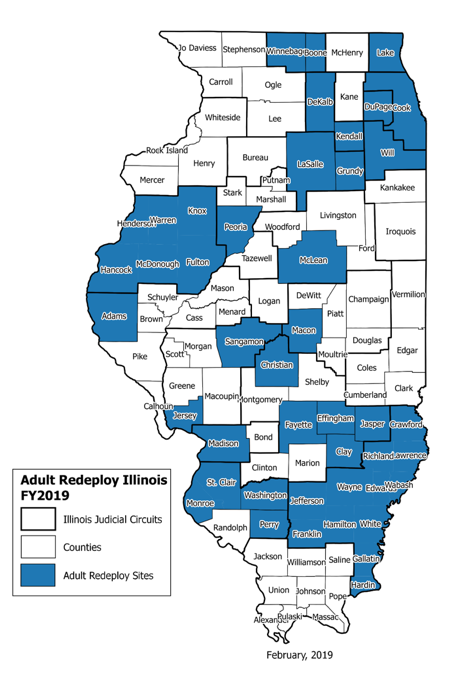 Jo Daviess Stephenson Winnebago Boone McHenry Lake
Carroll Ogle DeKalb Kane DuPage Cook
Whiteside Lee Kendall Will
Rock Island Henry Bureau LaSalle Grundy
Mercer Putnam Kankakee
Henderson Warren Knox Stark Marshall Livingston
Peoria Woodford Ford Iroquois
Hancock McDonough Fulton Tazewell McLean
Schuyler Mason Logan DeWitt Champaign Vermilion
Adams Brown Cass Menard Macon Piatt
Pike Scott Morgan Sangamon Christian Moultrie Douglas Edgar
Greene Macoupin Montgomery Shelby Coles Clark
Calhoun Jersey Cumberland
Bond Fayette Effingham Jasper Crawford
Madison Clinton Marion Clay Richland Lawrence
St. Clair Washington Wayne Edwards Wabash
Monroe Jefferson
Randolph Perry Franklin Hamilton White
Jackson Williamson Saline Gallatin
Union Johnson Pope Hardin
Alexander Pulaski Massac
Adult Redeploy Illinois
FY2019
Illinois Judicial Circuits
Counties
Adult Redeploy Sites
February, 2019